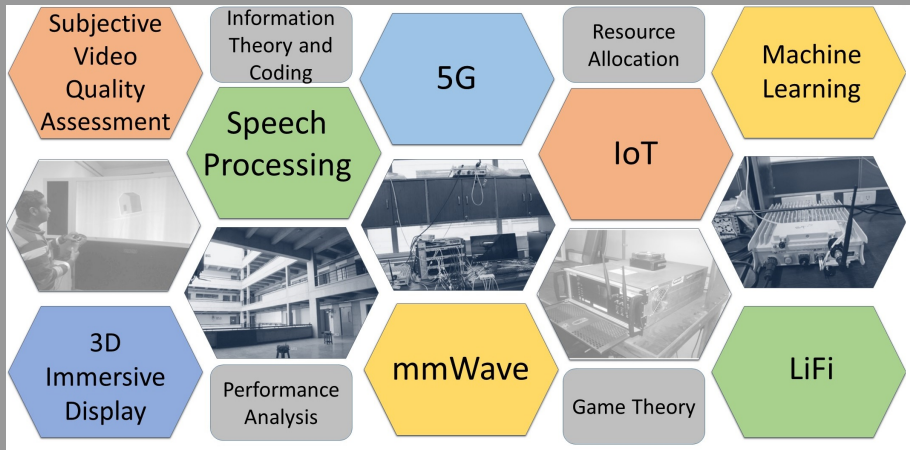 Subjective
Video
Quality
Assessment
Information
Theory and
Coding
5G
Resource
Allocation
Machine
Learning
Speech
Processing
IoT
3D
Immersive
Display
Performance
Analysis
mmWave
Game Theory
LiFi